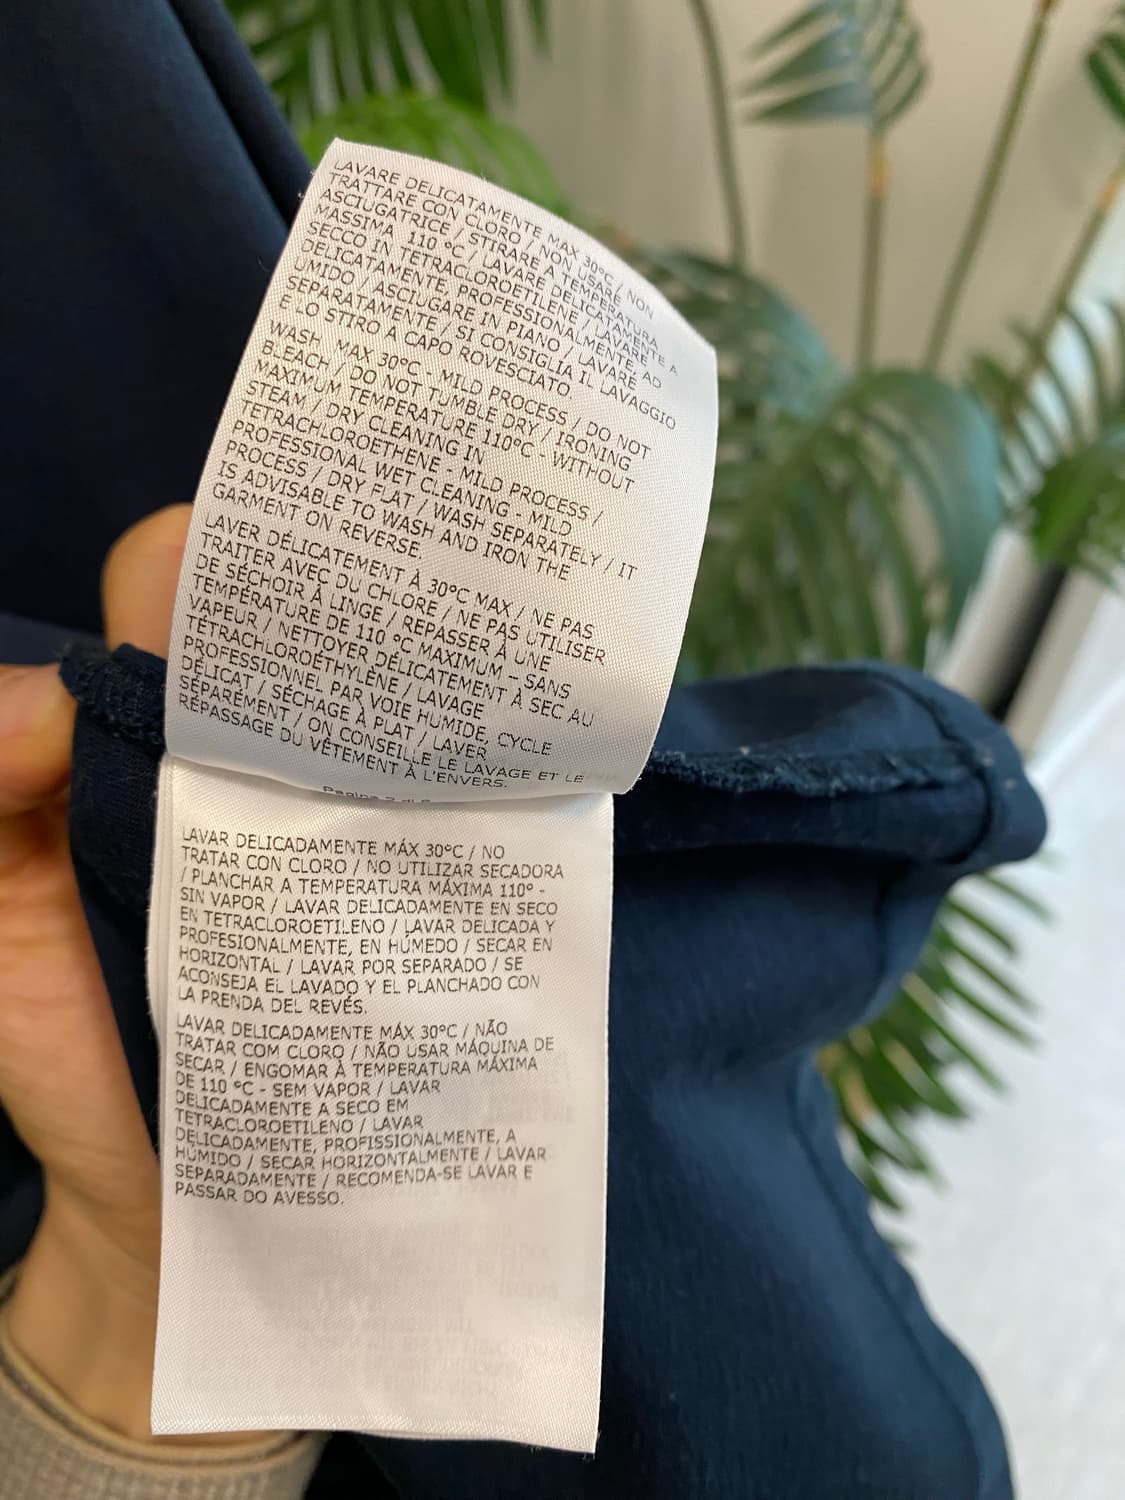 LAVARE DELICATAMENTE MAX 30°C / NON
TRATTARE CON CLORO / NON USARE
ASCIUGATRICE / STIRARE A TEMPERATURA
MASSIMA 110 °C / LAVARE DELICATAMENTE A
SECCO IN TETRACLOROETILENE / LAVARE
DELICATAMENTE, PROFESSIONALMENTE, AD
UMIDO / ASCIUGARE IN PIANO / LAVARE
SEPARATAMENTE / SI CONSIGLIA IL LAVAGGIO
E LO STIRO A CAPO ROVESCIATO.
WASH MAX 30°C - MILD PROCESS / DO NOT
BLEACH / DO NOT TUMBLE DRY / IRONING
MAXIMUM TEMPERATURE 110°C - WITHOUT
STEAM / DRY CLEANING IN
TETRACHLOROETHENE - MILD PROCESS /
PROFESSIONAL WET CLEANING - MILD
PROCESS / DRY FLAT / WASH SEPARATELY / IT
IS ADVISABLE TO WASH AND IRON THE
GARMENT ON REVERSE.
LAVER DÉLICATEMENT À 30°C MAX / NE PAS
TRAITER AVEC DU CHLORE / NE PAS UTILISER
DE SÉCHOIR À LINGE / REPASSER À UNE
TEMPÉRATURE DE 110 °C MAXIMUM – SANS
VAPEUR / NETTOYER DÉLICATEMENT À SEC AU
TÉTRACHLOROÉTHYLÈNE / LAVAGE
PROFESSIONNEL PAR VOIE HUMIDE, CYCLE
DÉLICAT / SÉCHAGE À PLAT / LAVER
SÉPARÉMENT / ON CONSEILLE LE LAVAGE ET LE
RÉPASSAGE DU VÊTEMENT À L'ENVERS.
LAVAR DELICADAMENTE MÁX 30°C / NO
TRATAR CON CLORO / NO UTILIZAR SECADORA
/ PLANCHAR A TEMPERATURA MÁXIMA 110° -
SIN VAPOR / LAVAR DELICADAMENTE EN SECO
EN TETRACLOROETILENO / LAVAR DELICADA Y
PROFESIONALMENTE, EN HÚMEDO / SECAR EN
HORIZONTAL / LAVAR POR SEPARADO / SE
ACONSEJA EL LAVADO Y EL PLANCHADO CON
LA PRENDA DEL REVÉS.
LAVAR DELICADAMENTE MÁX 30°C / NÃO
TRATAR COM CLORO / NÃO USAR MÁQUINA DE
SECAR / ENGOMAR À TEMPERATURA MÁXIMA
DE 110 °C - SEM VAPOR / LAVAR
DELICADAMENTE A SECO EM
TETRACLOROETILENO / LAVAR
DELICADAMENTE, PROFISSIONALMENTE, A
HÚMIDO / SECAR HORIZONTALMENTE / LAVAR
SEPARADAMENTE / RECOMENDA-SE LAVAR E
PASSAR DO AVESSO.